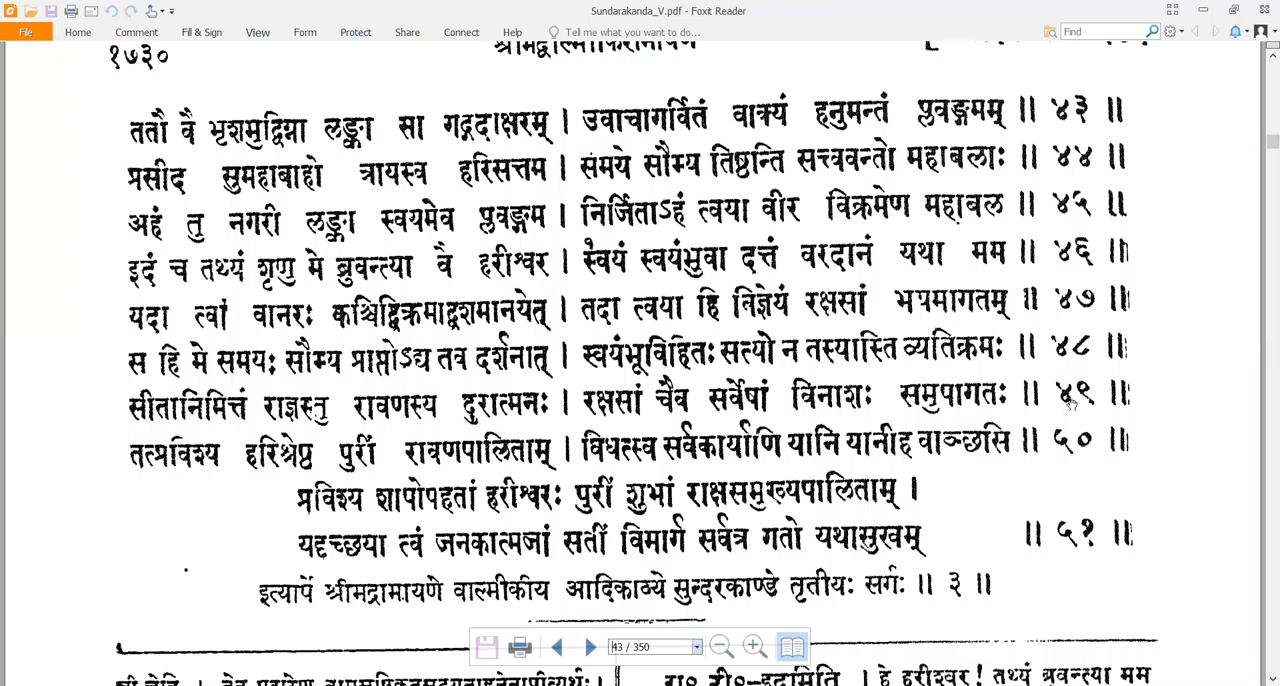 Sundarakanda_V.pdf - Foxit Reader
File Home Comment Fill & Sign View Form Protect Share Connect Help Tell me what you want to do... Find
१७३० श्रीमद्वाल्मीकिरामायणे
ततो वै भृशमुद्विग्ना लङ्का सा गद्गदाक्षरम् । उवाचागर्वितं वाक्यं हनुमन्तं प्लवङ्गमम् ॥ ४३ ॥
प्रसीद सुमहाबाहो त्रायस्व हरिसत्तम । समये सौम्य तिष्ठन्ति सत्त्ववन्तो महाबलाः ॥ ४४ ॥
अहं तु नगरी लङ्का स्वयमेव प्लवङ्गम । निर्जिताऽहं त्वया वीर विक्रमेण महाबल ॥ ४५ ॥
इदं च तथ्यं शृणु मे ब्रुवन्त्या वै हरीश्वर । स्वयं स्वयंभुवा दत्तं वरदानं यथा मम ॥ ४६ ॥
यदा त्वां वानरः कश्चिद्विक्रमाद्वशमानयेत् । तदा त्वया हि विज्ञेयं रक्षसां भयमागतम् ॥ ४७ ॥
स हि मे समयः सौम्य प्राप्तोऽद्य तव दर्शनात् । स्वयंभूविहितः सत्यो न तस्यास्ति व्यतिक्रमः ॥ ४८ ॥
सीतानिमित्तं राज्ञस्तु रावणस्य दुरात्मनः । रक्षसां चैव सर्वेषां विनाशः समुपागतः ॥ ४९ ॥
तत्प्रविश्य हरिश्रेष्ठ पुरीं रावणपालिताम् । विधत्स्व सर्वकार्याणि यानि यानीह वाञ्छसि ॥ ५० ॥
प्रविश्य शापोपहतां हरीश्वरः पुरीं शुभां राक्षसमुख्यपालिताम् ।
यदृच्छया त्वं जनकात्मजां सतीं विमार्ग सर्वत्र गतो यथासुखम् ॥ ५१ ॥
इत्यार्षे श्रीमद्रामायणे वाल्मीकीय आदिकाव्ये सुन्दरकाण्डे तृतीयः सर्गः ॥ ३ ॥
43 / 350
रा० टी०-इदमिति । हे हरीश्वर ! तथ्यं ब्रुवन्त्या मम